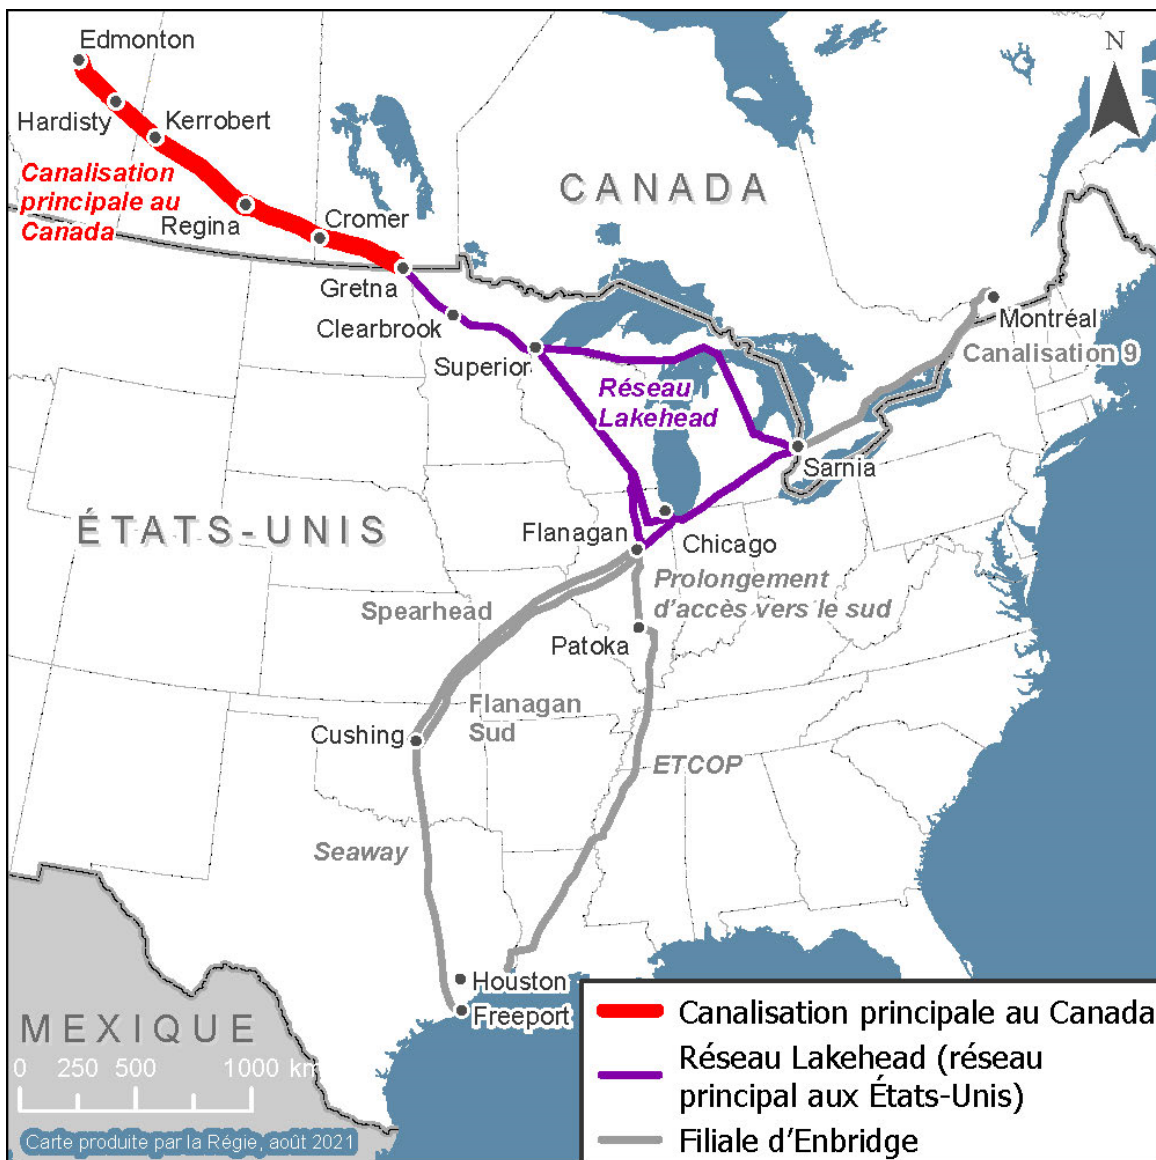 N
Edmonton
Hardisty
Kerrobert
Canalisation
principale au
Canada
Regina
Cromer
CANADA
Gretna
Clearbrook
Superior
Montréal
Canalisation 9
Réseau
Lakehead
Sarnia
ÉTATS-UNIS
Flanagan
Chicago
Prolongement
d'accès vers le sud
Spearhead
Patoka
Flanagan
Sud
Cushing
ETCOP
Seaway
Houston
Freeport
MEXIQUE
0 250 500 1000 km
Carte produite par la Régie, août 2021
Canalisation principale au Canada
Réseau Lakehead (réseau
principal aux États-Unis)
Filiale d'Enbridge